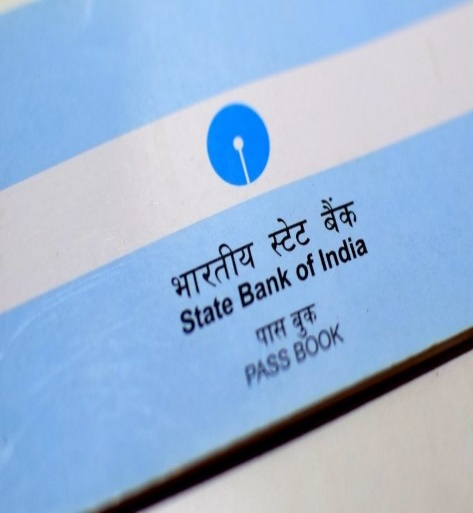 भारतीय स्टेट बैंक
State Bank of India
पास बुक
PASS BOOK